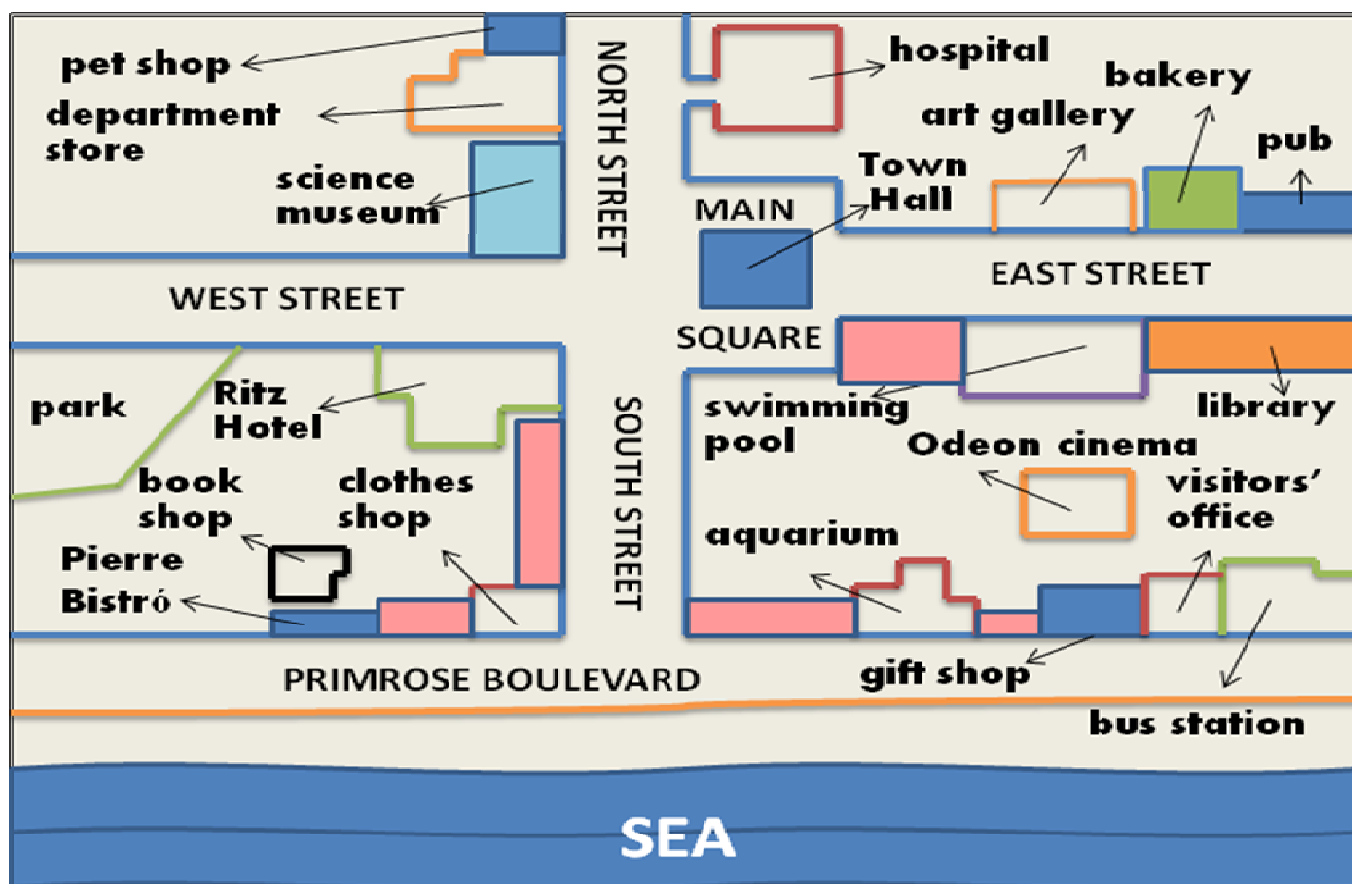 pet shop
department
store
science
museum
NORTH STREET
hospital
bakery
art gallery
pub
Town
Hall
MAIN
SQUARE
WEST STREET
EAST STREET
park
Ritz
Hotel
book
shop
clothes
shop
Pierre
Bistró
SOUTH STREET
swimming
pool
library
Odeon cinema
visitors’
office
aquarium
gift shop
bus station
PRIMROSE BOULEVARD
SEA